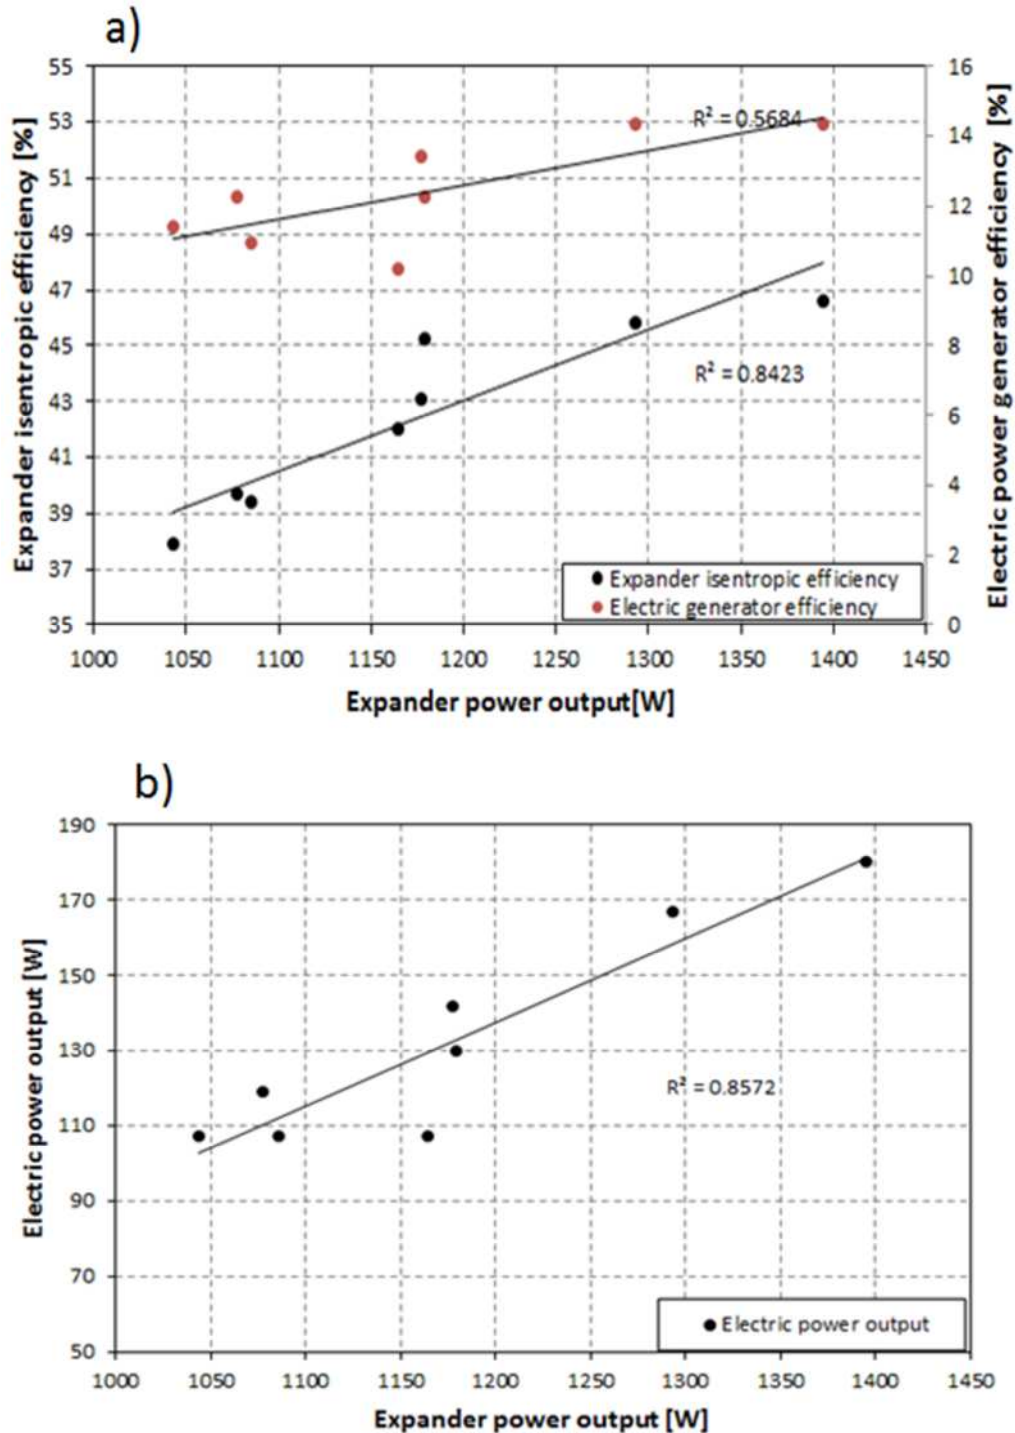 a)
Expander isentropic efficiency [%]
55
53
51
49
47
45
43
41
39
37
35
16
14
12
10
8
6
4
2
0
Electric power generator efficiency [%]
R² = 0.5684
R² = 0.8423
Expander isentropic efficiency
Electric generator efficiency
1000 1050 1100 1150 1200 1250 1300 1350 1400 1450
Expander power output[W]
b)
Electric power output [W]
190
170
150
130
110
90
70
50
R² = 0.8572
Electric power output
1000 1050 1100 1150 1200 1250 1300 1350 1400 1450
Expander power output [W]